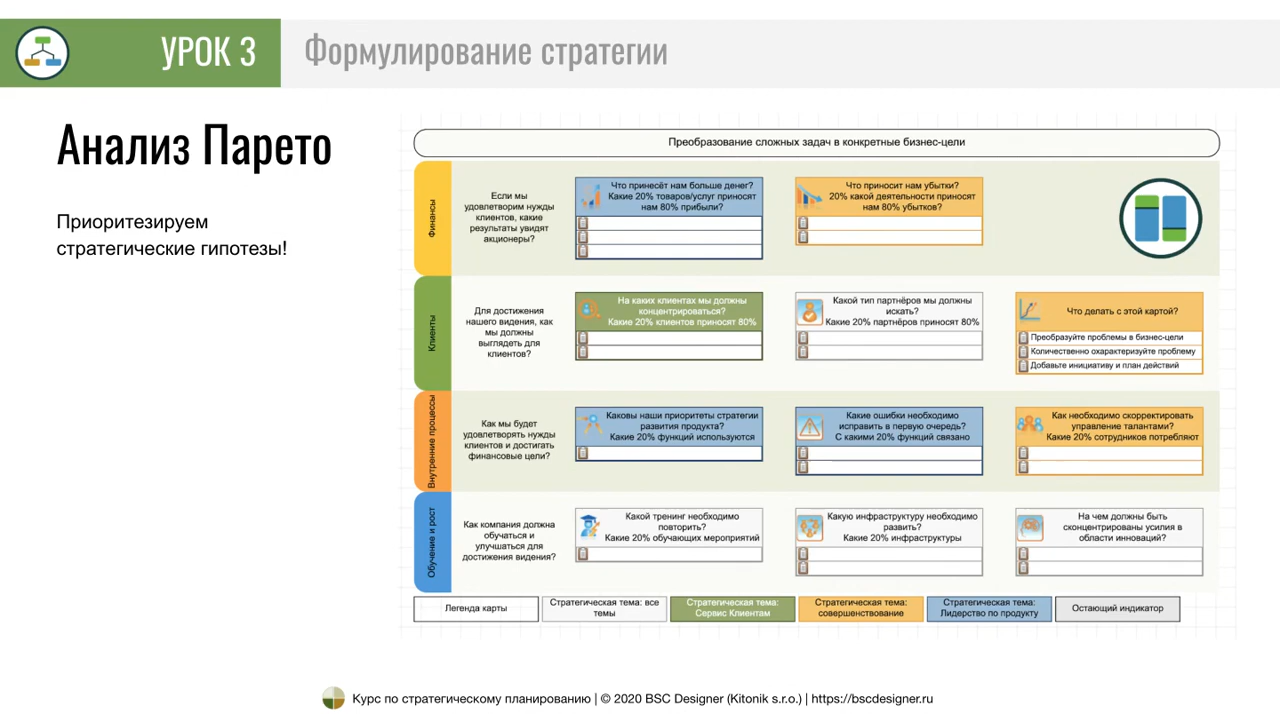 УРОК 3
Формулирование стратегии
Анализ Парето
Приоритезируем
стратегические гипотезы!
Преобразование сложных задач в конкретные бизнес-цели
Финансы
Если мы
удовлетворим нужды
клиентов, какие
результаты увидят
акционеры?
Что принесёт нам больше денег?
Какие 20% товаров/услуг приносят
нам 80% прибыли?
Что приносит нам убытки?
20% какой деятельности приносят
нам 80% убытков?
Клиенты
Для достижения
нашего видения, как
мы должны
выглядеть для
клиентов?
На каких клиентах мы должны
концентрироваться?
Какие 20% клиентов приносят 80%
Какой тип партнёров мы должны
искать?
Какие 20% партнёров приносят 80%
Что делать с этой картой?
Преобразуйте проблемы в бизнес-цели
Количественно охарактеризуйте проблему
Добавьте инициативу и план действий
Внутренние процессы
Как мы будет
удовлетворять нужды
клиентов и достигать
финансовые цели?
Каковы наши приоритеты стратегии
развития продукта?
Какие 20% функций используются
Какие ошибки необходимо
исправить в первую очередь?
С какими 20% функций связано
Как необходимо скорректировать
управление талантами?
Какие 20% сотрудников потребляют
Обучение и рост
Как компания должна
обучаться и
улучшаться для
достижения видения?
Какой тренинг необходимо
повторить?
Какие 20% обучающих мероприятий
Какую инфраструктуру необходимо
развить?
Какие 20% инфраструктуры
На чем должны быть
сконцентрированы усилия в
области инноваций?
Легенда карты
Стратегическая тема: все
темы
Стратегическая тема:
Сервис Клиентам
Стратегическая тема:
совершенствование
Стратегическая тема:
Лидерство по продукту
Остающий индикатор
Курс по стратегическому планированию | © 2020 BSC Designer (Kitonik s.r.o.) | https://bscdesigner.ru